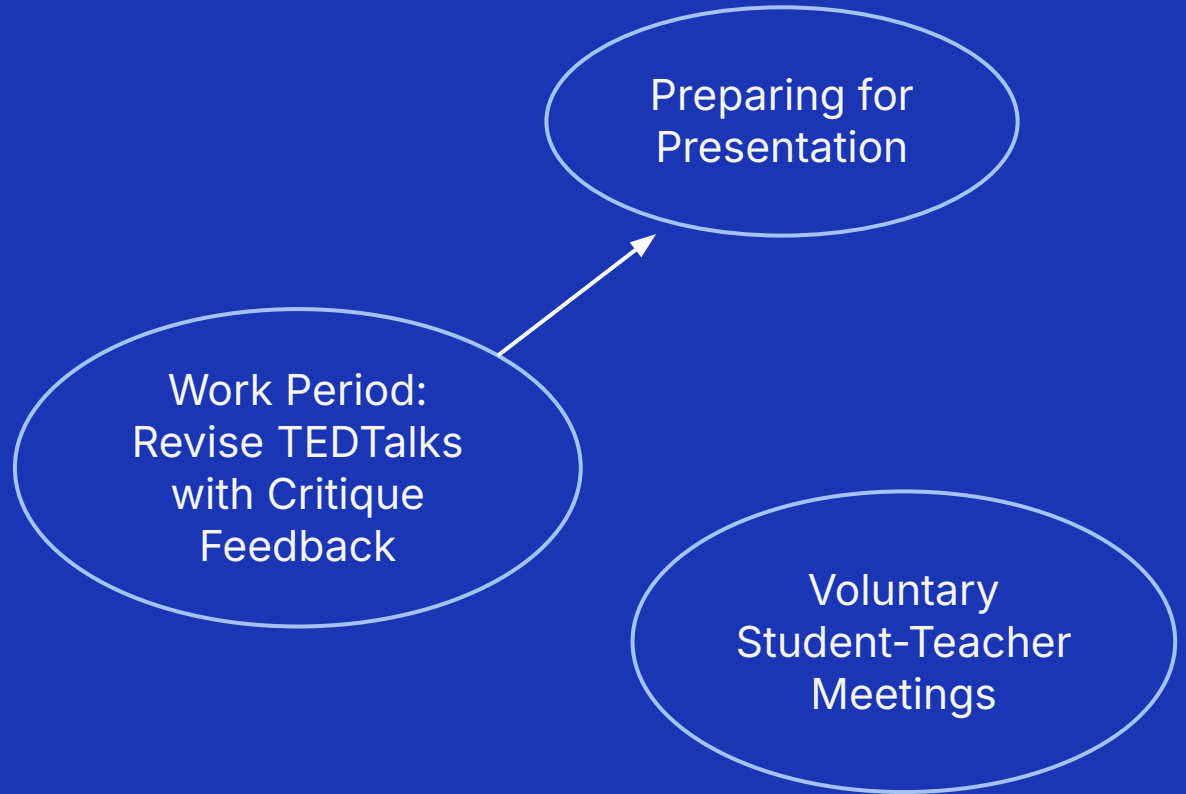 Preparing for
Presentation
Work Period:
Revise TEDTalks
with Critique
Feedback
Voluntary
Student-Teacher
Meetings